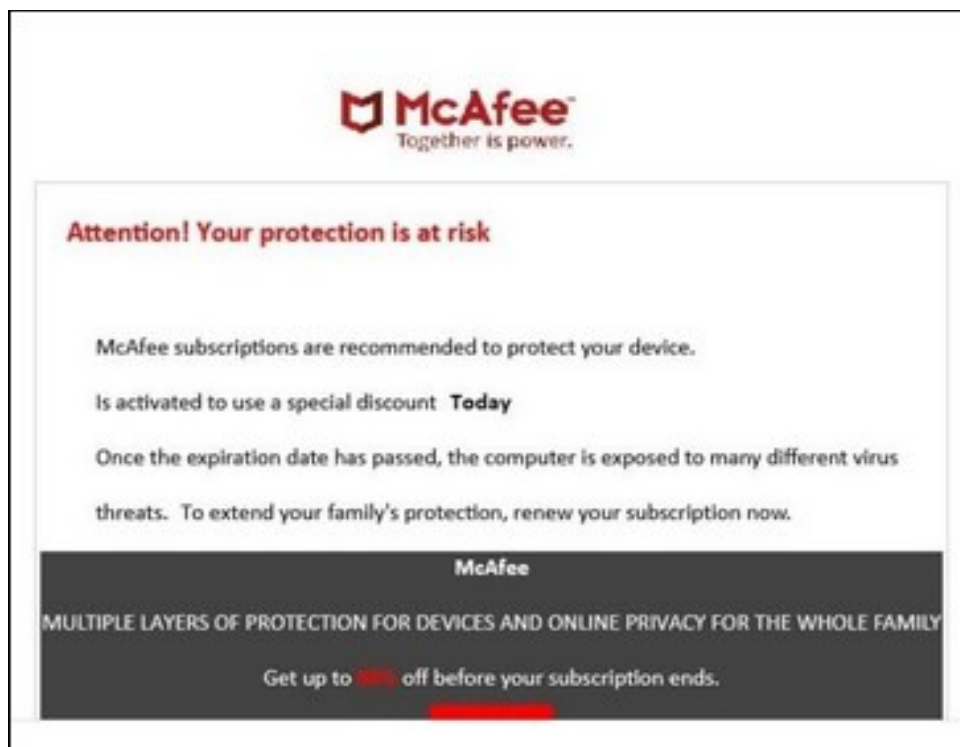 McAfee™
Together is power.
Attention! Your protection is at risk
McAfee subscriptions are recommended to protect your device.
Is activated to use a special discount Today
Once the expiration date has passed, the computer is exposed to many different virus
threats. To extend your family's protection, renew your subscription now.
McAfee
MULTIPLE LAYERS OF PROTECTION FOR DEVICES AND ONLINE PRIVACY FOR THE WHOLE FAMILY
Get up to off before your subscription ends.